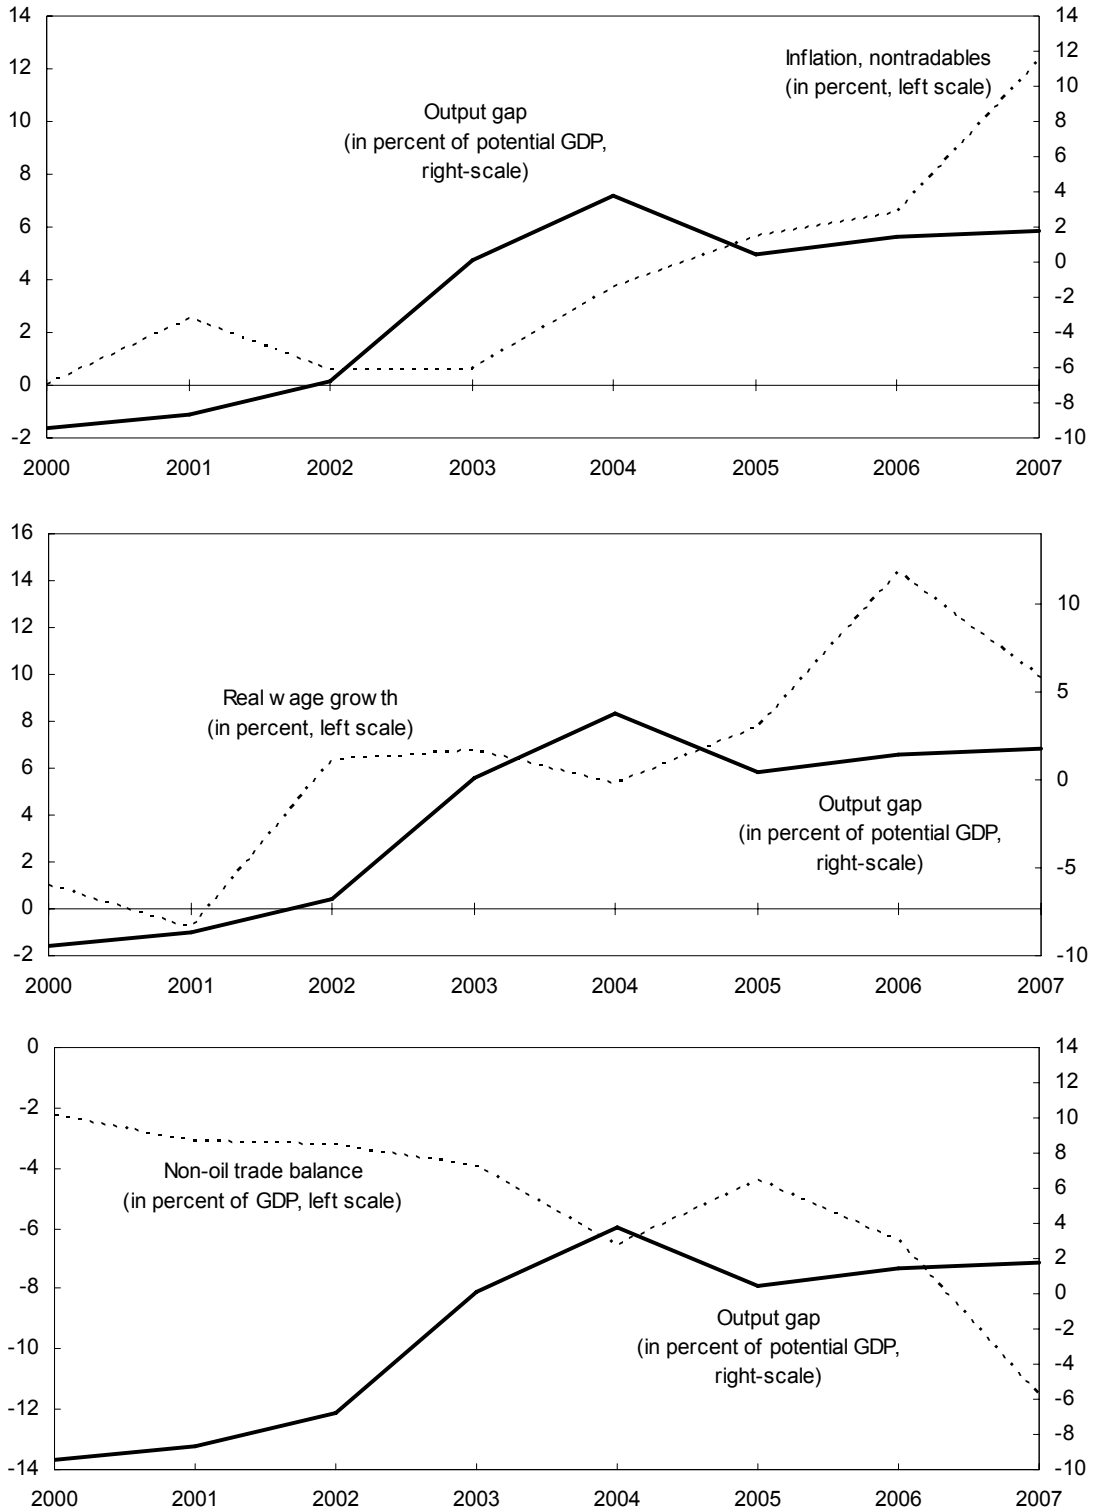 14 14
Inflation, nontradables 12
12 (in percent, left scale) 10
Output gap
10 (in percent of potential GDP, 8
right-scale) 6
8
4
6 2
4 0
-2
2 -4
-6
0
-8
-2 -10
2000 2001 2002 2003 2004 2005 2006 2007
16
14
10
12
10
Real wage growth 5
8 (in percent, left scale)
6 0
4 Output gap
(in percent of potential GDP,
2 right-scale) -5
0
-2 -10
2000 2001 2002 2003 2004 2005 2006 2007
0 14
12
-2 10
8
-4 Non-oil trade balance
(in percent of GDP, left scale) 6
4
-6
2
-8 0
Output gap
-10 (in percent of potential GDP, -2
right-scale) -4
-12 -6
-8
-14 -10
2000 2001 2002 2003 2004 2005 2006 2007